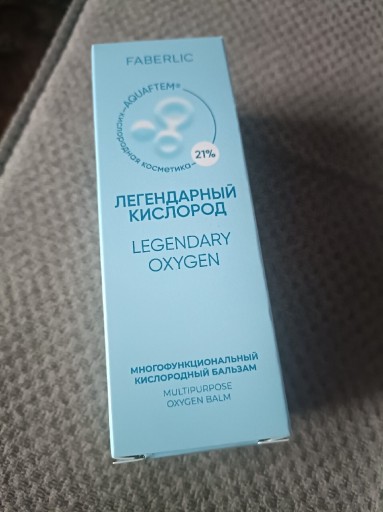 FABERLIC
AQUAFTEM®
кислородная косметика
21%
ЛЕГЕНДАРНЫЙ
КИСЛОРОД
LEGENDARY
OXYGEN
МНОГОФУНКЦИОНАЛЬНЫЙ
КИСЛОРОДНЫЙ БАЛЬЗАМ
MULTIPURPOSE
OXYGEN BALM